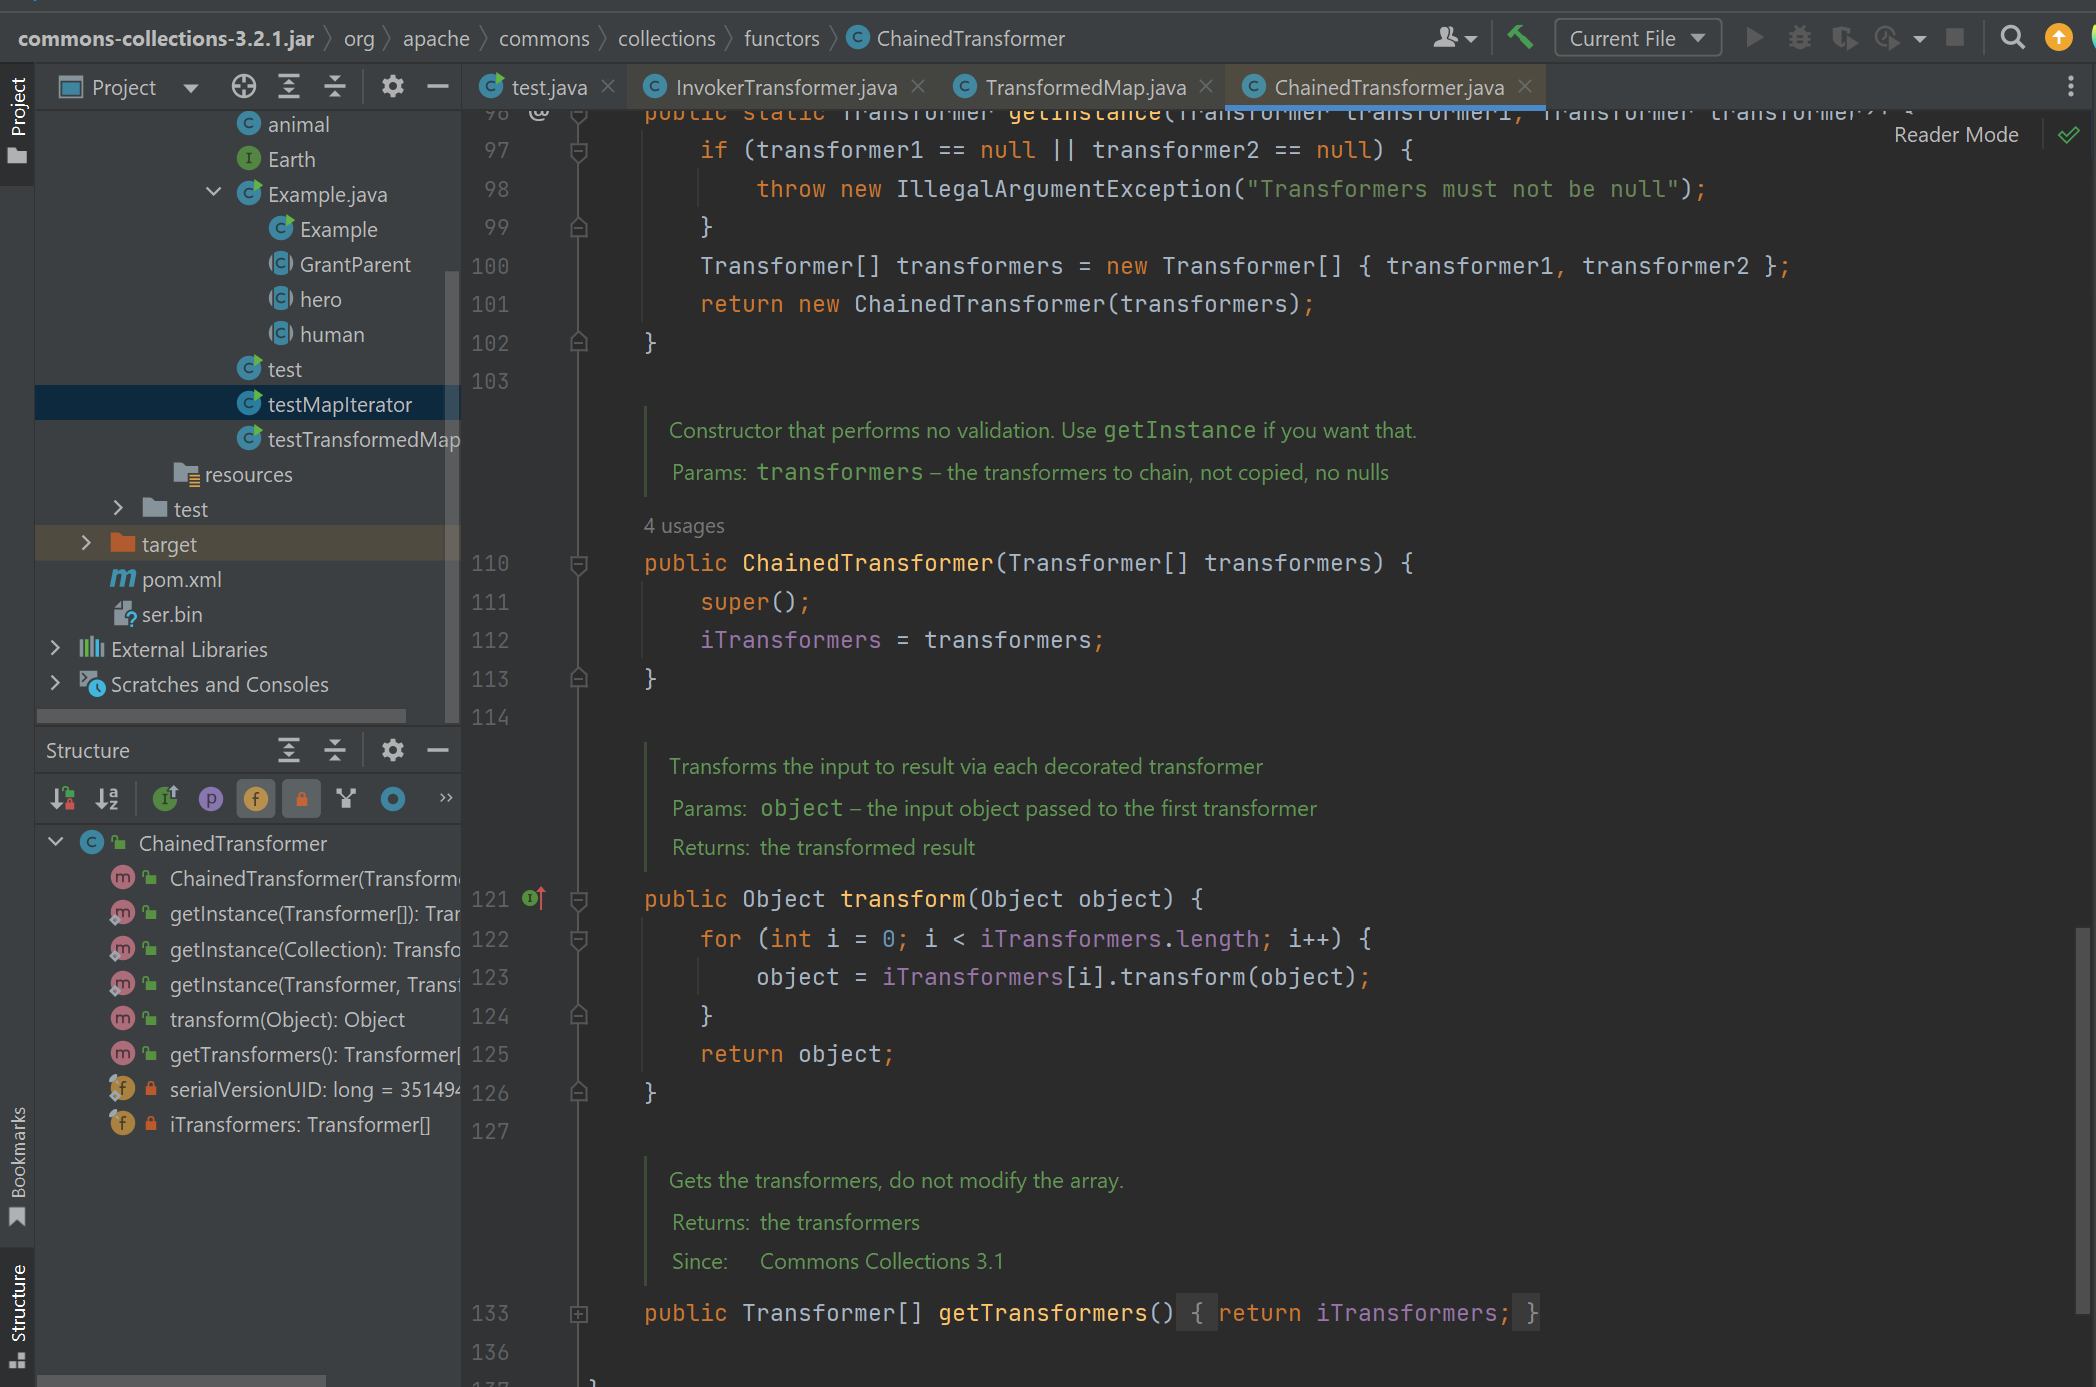 commons-collections-3.2.1.jar org apache commons collections functors ChainedTransformer Current File
Project
Project
animal
Earth
Example.java
Example
GrantParent
hero
human
test
testMapIterator
testTransformedMap
resources
test
target
pom.xml
ser.bin
External Libraries
Scratches and Consoles
Structure
ChainedTransformer
ChainedTransformer(Transforme
getInstance(Transformer[]): Trar
getInstance(Collection): Transfo
getInstance(Transformer, Transf
transform(Object): Object
getTransformers(): Transformer[
serialVersionUID: long = 351494
iTransformers: Transformer[]
Bookmarks
Structure
test.java InvokerTransformer.java TransformedMap.java ChainedTransformer.java
Reader Mode
96 public static Transformer getInstance(Transformer transformer1, Transformer transformer2) {
97 if (transformer1 == null || transformer2 == null) {
98 throw new IllegalArgumentException("Transformers must not be null");
99 }
100 Transformer[] transformers = new Transformer[] { transformer1, transformer2 };
101 return new ChainedTransformer(transformers);
102 }
103
Constructor that performs no validation. Use getInstance if you want that.
Params: transformers – the transformers to chain, not copied, no nulls
4 usages
110 public ChainedTransformer(Transformer[] transformers) {
111 super();
112 iTransformers = transformers;
113 }
114
Transforms the input to result via each decorated transformer
Params: object – the input object passed to the first transformer
Returns: the transformed result
121 public Object transform(Object object) {
122 for (int i = 0; i < iTransformers.length; i++) {
123 object = iTransformers[i].transform(object);
124 }
125 return object;
126 }
127
Gets the transformers, do not modify the array.
Returns: the transformers
Since: Commons Collections 3.1
133 public Transformer[] getTransformers() { return iTransformers; }
136
137 }